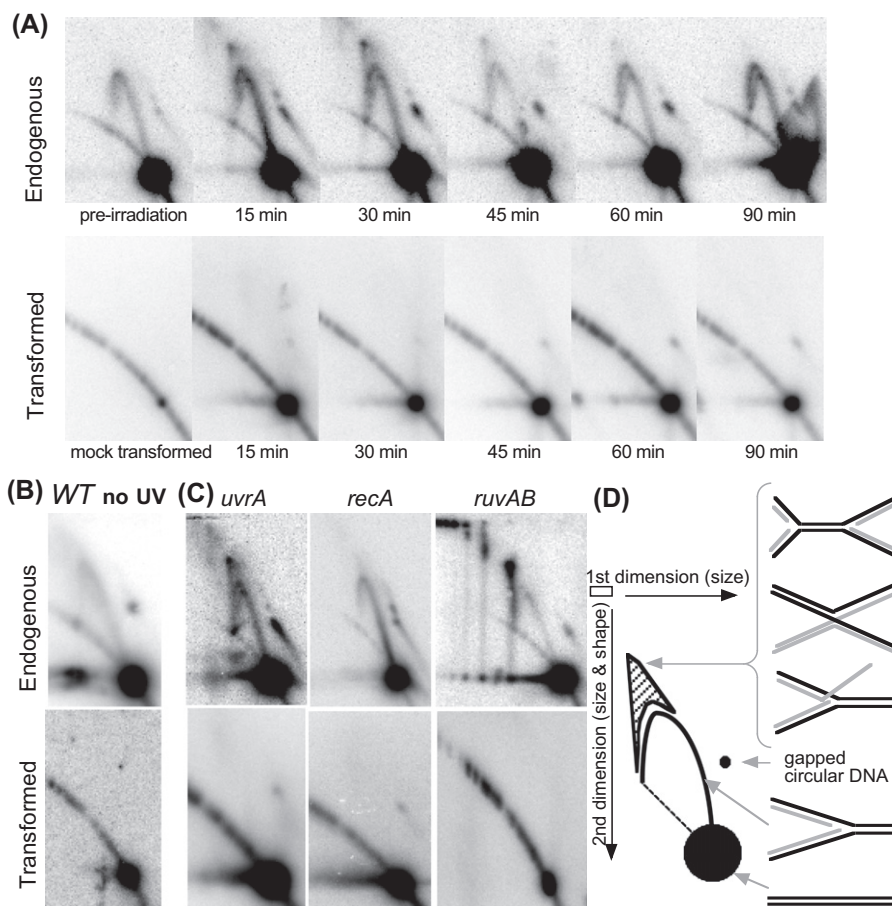 (A)
Endogenous
pre-irradiation 15 min 30 min 45 min 60 min 90 min
Transformed
mock transformed 15 min 30 min 45 min 60 min 90 min
(B) WT no UV (C) uvrA recA ruvAB (D)
Endogenous
Transformed
1st dimension (size)
2nd dimension (size & shape)
gapped
circular DNA